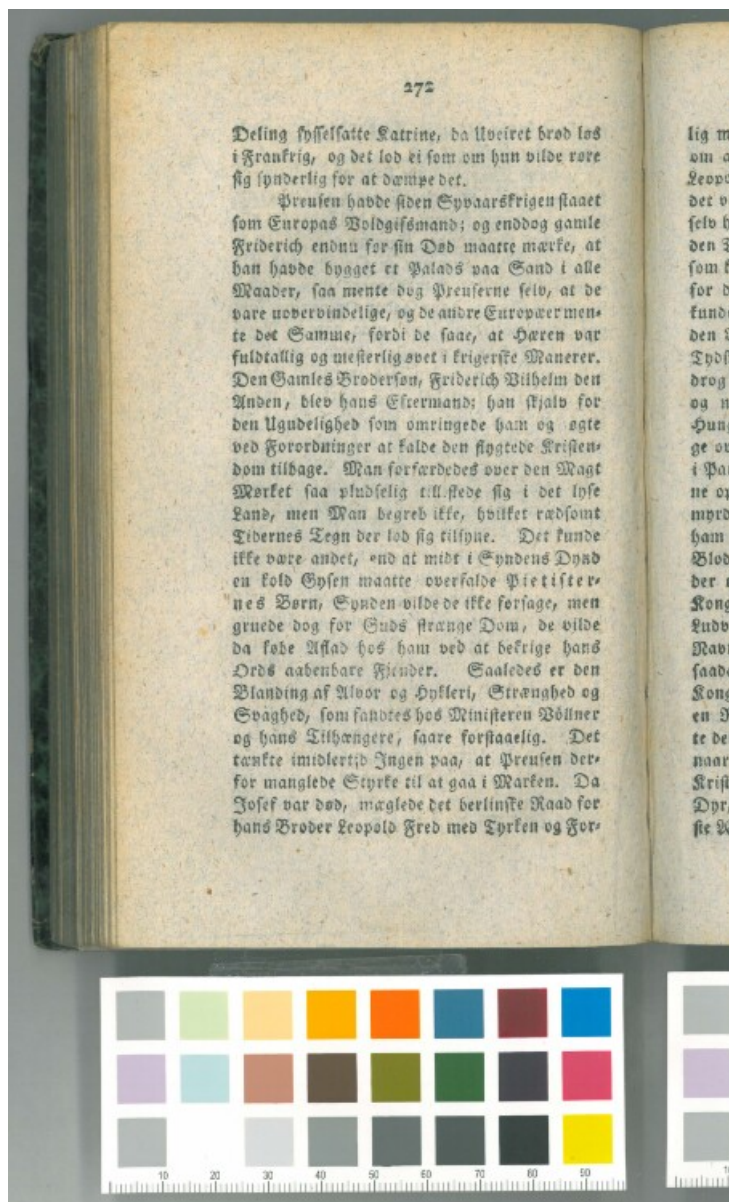 272
Deling sysselsatte Katrine, da Uveiret brød løs
i Frankrig, og det lod ei som om hun vilde røre
sig synderlig for at dæmpe det.
Preusen havde siden Syvaarskrigen staaet
som Europas Voldgifsmand; og enddog gamle
Friderich endnu før sin Død maatte mærke, at
han havde bygget et Palads paa Sand i alle
Maader, saa mente dog Preuserne selv, at de
vare uovervindelige, og de andre Europæer men-
te det Samme, fordi de saae, at Hæren var
fuldtallig og mesterlig øvet i krigerske Manerer.
Den Gamles Brodersøn, Friderich Vilhelm den
Anden, blev hans Eftermand; han skjalv for
den Ugudelighed som omringede ham og søgte
ved Forordninger at kalde den flygtede Kristen-
dom tilbage. Man forfærdedes over den Magt
Mørket saa pludselig tillistede sig i det lyse
Land, men Man begreb ikke, hvilket rædsomt
Tidernes Tegn der lod sig tilsyne. Det kunde
ikke være andet, end at midt i Syndens Dynd
en kold Gysen maatte overfalde Pietister-
nes Børn, Synden vilde de ikke forsage, men
gruede dog for Guds strænge Dom, de vilde
da købe Aflad hos ham ved at bekrige hans
Ords aabenbare Fjender. Saaledes er den
Blanding af Alvor og Hykleri, Strænghed og
Svaghed, som fandtes hos Ministeren Völlner
og hans Tilhængere, saare forstaaelig. Det
tænkte imidlertid Ingen paa, at Preusen der-
for manglede Styrke til at gaa i Marken. Da
Josef var død, mæglede det berlinske Raad for
hans Broder Leopold Fred med Tyrken og For-
10 20 30 40 50 60 70 80 90